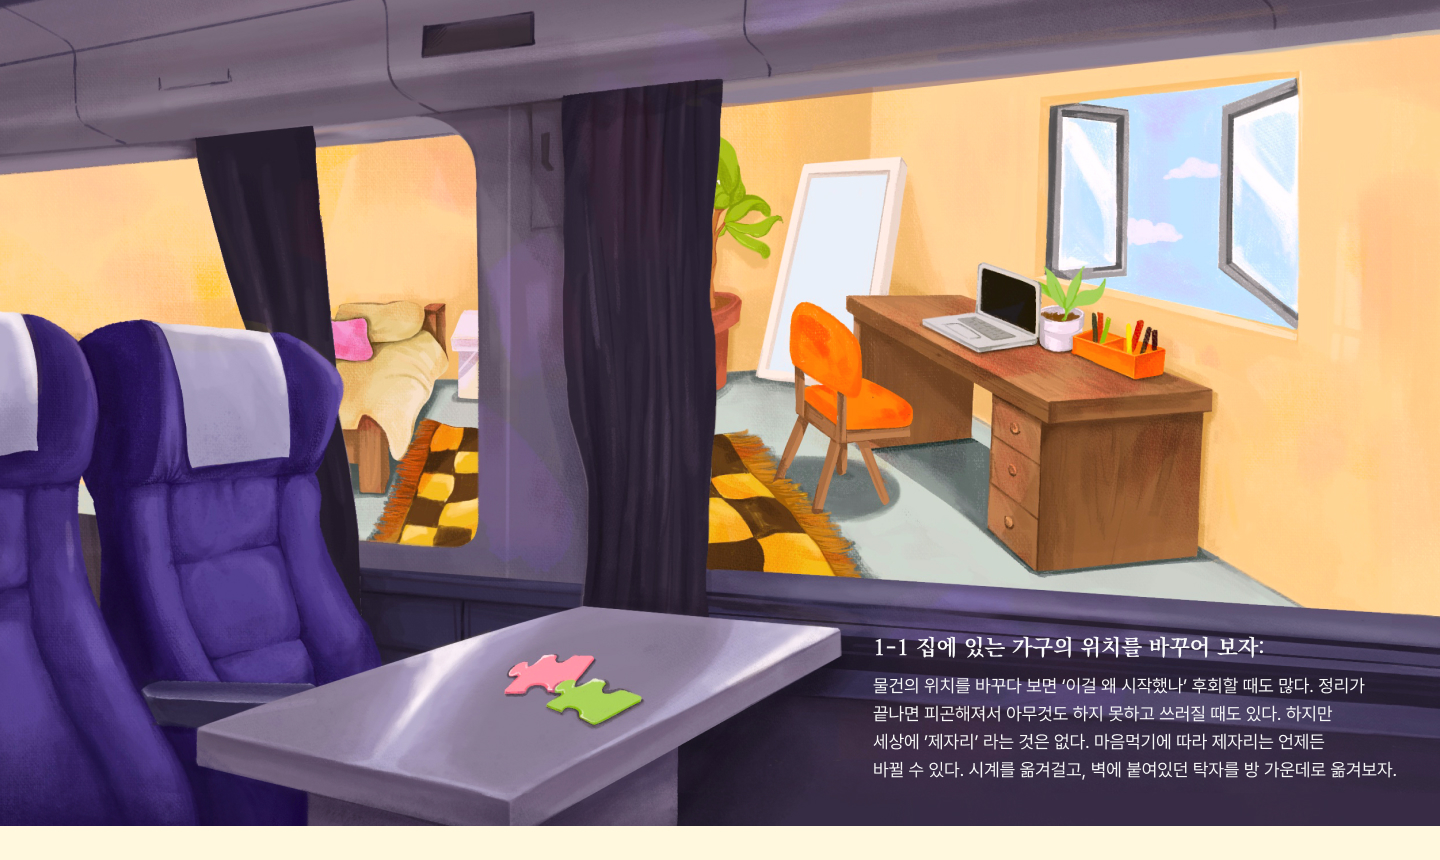 1-1 집에 있는 가구의 위치를 바꾸어 보자:
물건의 위치를 바꾸다 보면 '이걸 왜 시작했나' 후회할 때도 많다. 정리가
끝나면 피곤해져서 아무것도 하지 못하고 쓰러질 때도 있다. 하지만
세상에 '제자리' 라는 것은 없다. 마음먹기에 따라 제자리는 언제든
바뀔 수 있다. 시계를 옮겨걸고, 벽에 붙여있던 탁자를 방 가운데로 옮겨보자.